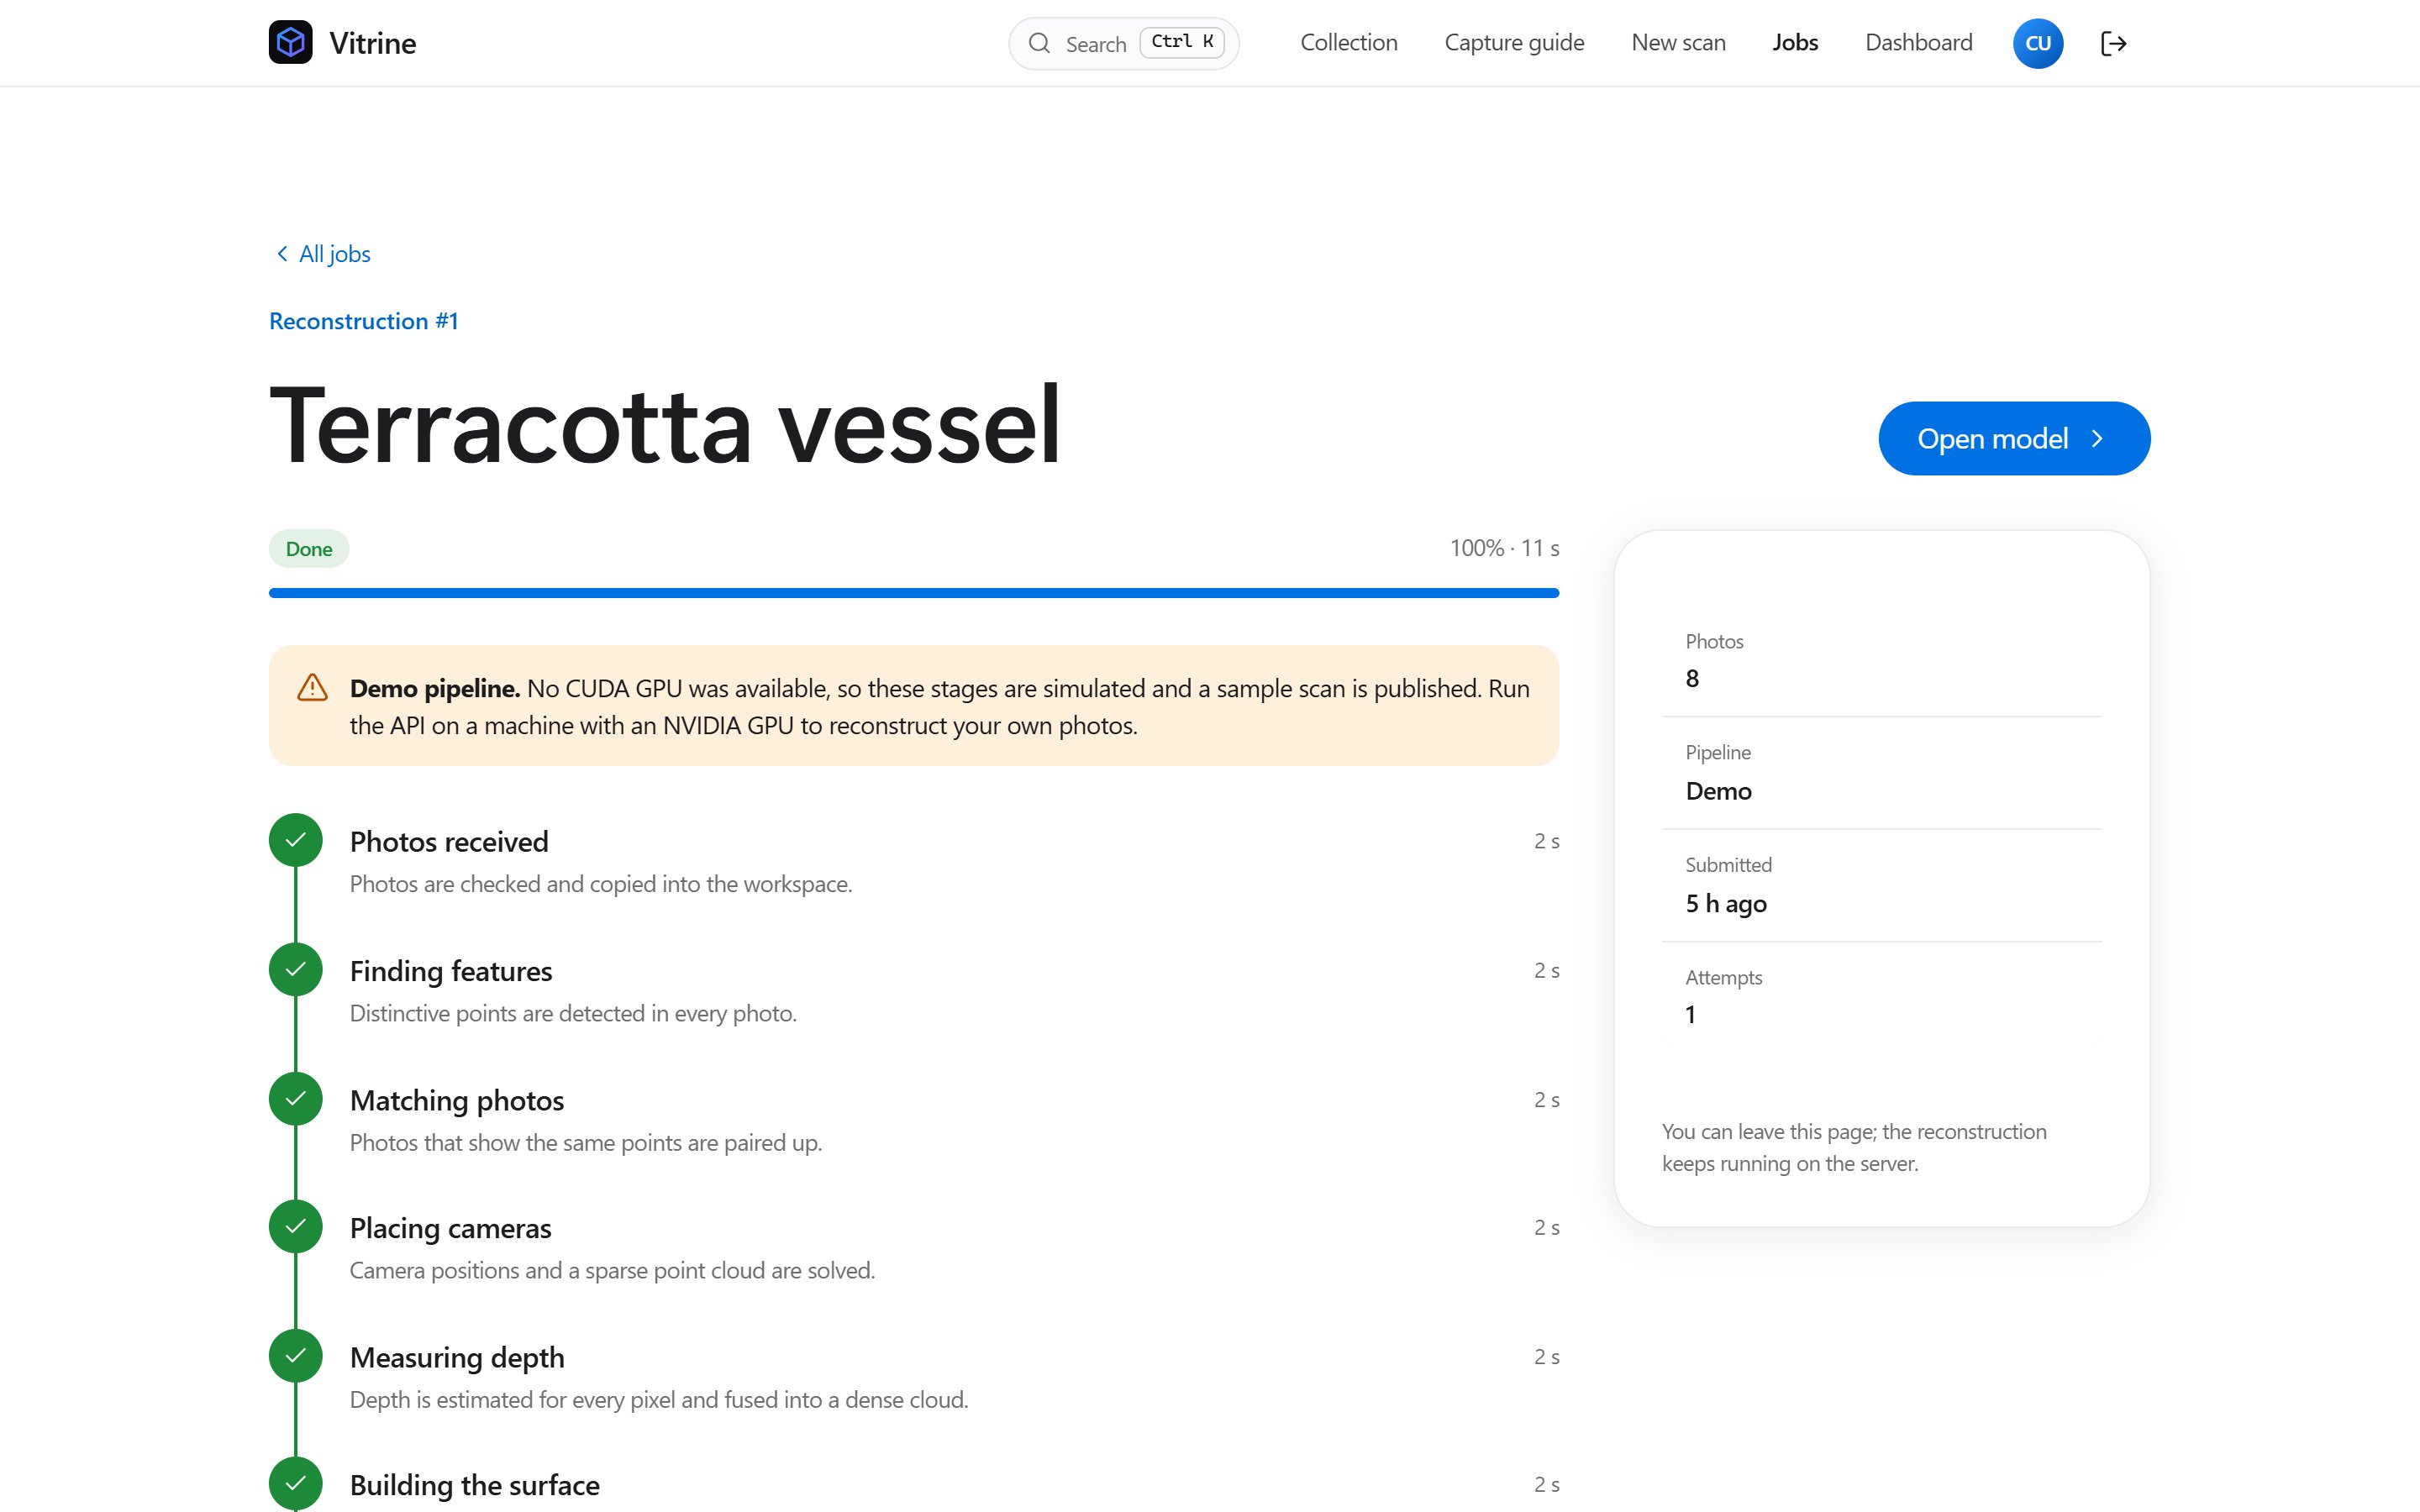 Vitrine
Search Ctrl K
Collection
Capture guide
New scan
Jobs
Dashboard
CU
All jobs
Reconstruction #1
Terracotta vessel
Open model
Done
100% · 11 s
Demo pipeline. No CUDA GPU was available, so these stages are simulated and a sample scan is published. Run
the API on a machine with an NVIDIA GPU to reconstruct your own photos.
Photos received
2 s
Photos are checked and copied into the workspace.
Finding features
2 s
Distinctive points are detected in every photo.
Matching photos
2 s
Photos that show the same points are paired up.
Placing cameras
2 s
Camera positions and a sparse point cloud are solved.
Measuring depth
2 s
Depth is estimated for every pixel and fused into a dense cloud.
Building the surface
2 s
Photos
8
Pipeline
Demo
Submitted
5 h ago
Attempts
1
You can leave this page; the reconstruction
keeps running on the server.